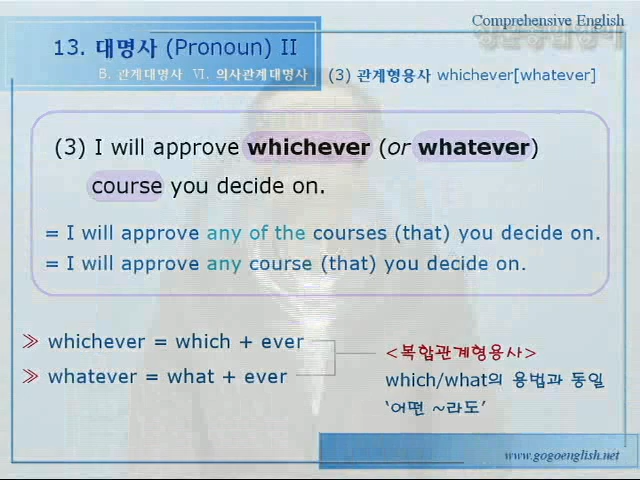 Comprehensive English
13. 대명사 (Pronoun) II
B. 관계대명사 Ⅵ. 의사관계대명사
(3) 관계형용사 whichever[whatever]
(3) I will approve whichever (or whatever)
course you decide on.
= I will approve any of the courses (that) you decide on.
= I will approve any course (that) you decide on.
≫ whichever = which + ever
≫ whatever = what + ever
<복합관계형용사>
which/what의 용법과 동일
‘어떤 ~라도’
www.gogoenglish.net